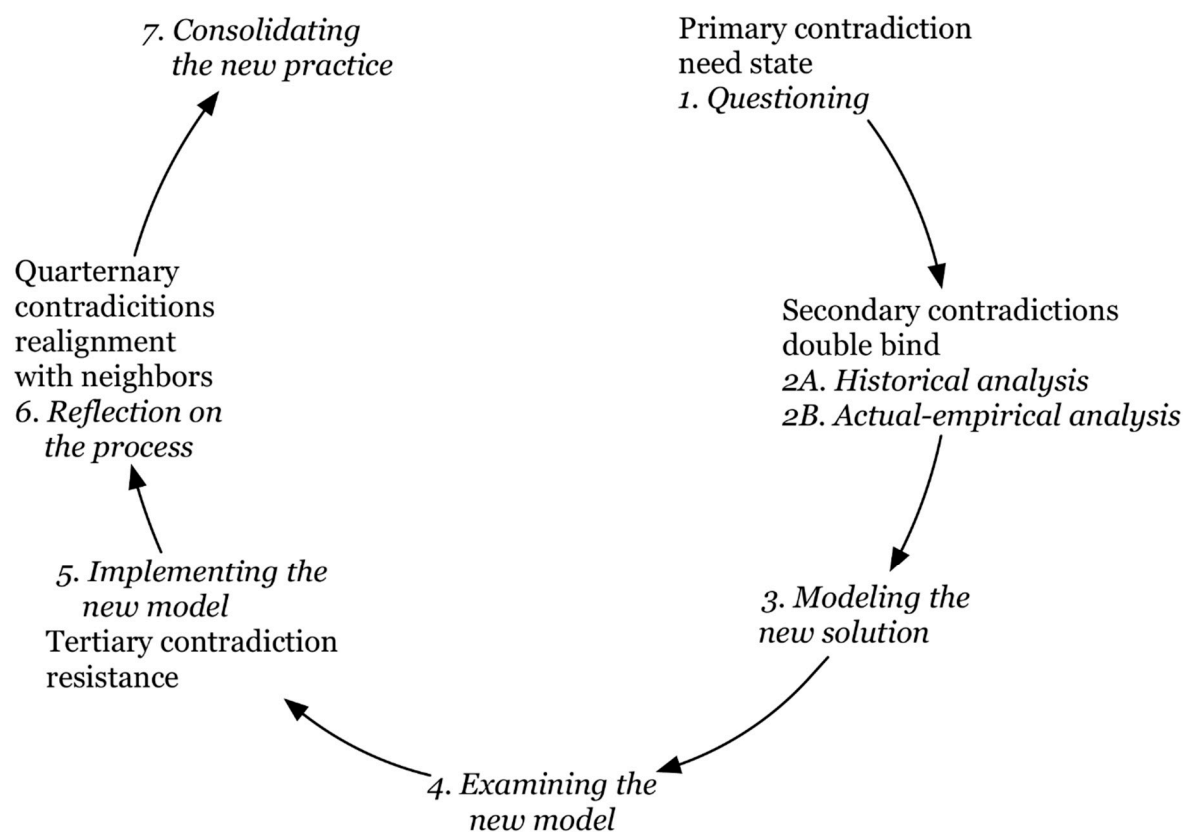 Primary contradiction
need state
1. Questioning
Secondary contradictions
double bind
2A. Historical analysis
2B. Actual-empirical analysis
3. Modeling the
new solution
4. Examining the
new model
5. Implementing the
new model
Tertiary contradiction
resistance
Quarternary
contradicitions
realignment
with neighbors
6. Reflection on
the process
7. Consolidating
the new practice